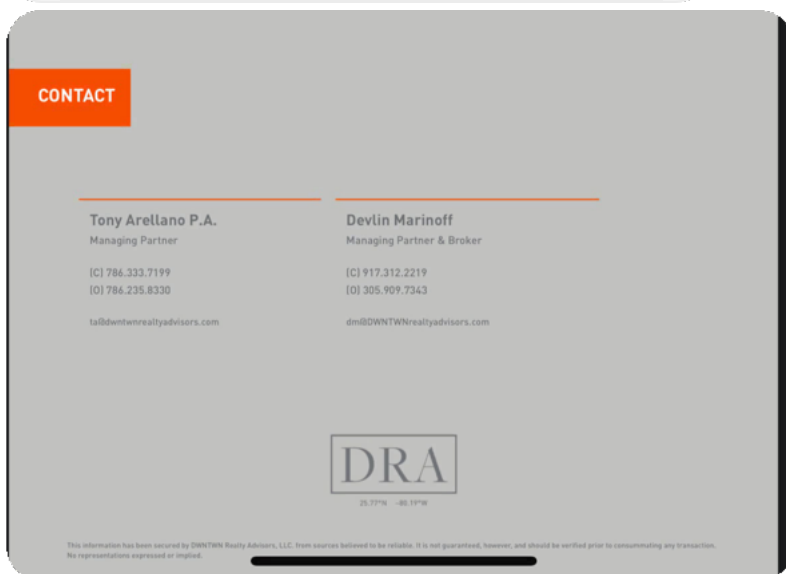 CONTACT
Tony Arellano P.A.
Managing Partner
(C) 786.333.7199
(O) 786.235.8330
ta@dwntwnrealtyadvisors.com
Devlin Marinoff
Managing Partner & Broker
(C) 917.312.2219
(O) 305.909.7343
dm@DWNTWNrealtyadvisors.com
DRA
25.77°N -80.19°W
This information has been secured by DWNTWN Realty Advisors, LLC. from sources believed to be reliable. It is not guaranteed, however, and should be verified prior to consummating any transaction.
No representations expressed or implied.